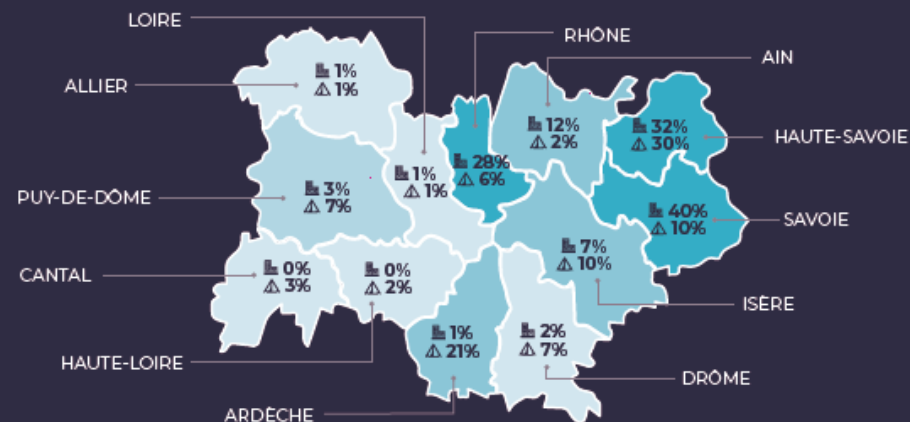 LOIRE
RHÔNE
AIN
ALLIER
1%
1%
HAUTE-SAVOIE
32%
30%
12%
2%
28%
6%
1%
1%
PUY-DE-DÔME
3%
7%
SAVOIE
40%
10%
CANTAL
0%
3%
0%
2%
7%
10%
ISÈRE
HAUTE-LOIRE
1%
21%
2%
7%
DRÔME
ARDÈCHE